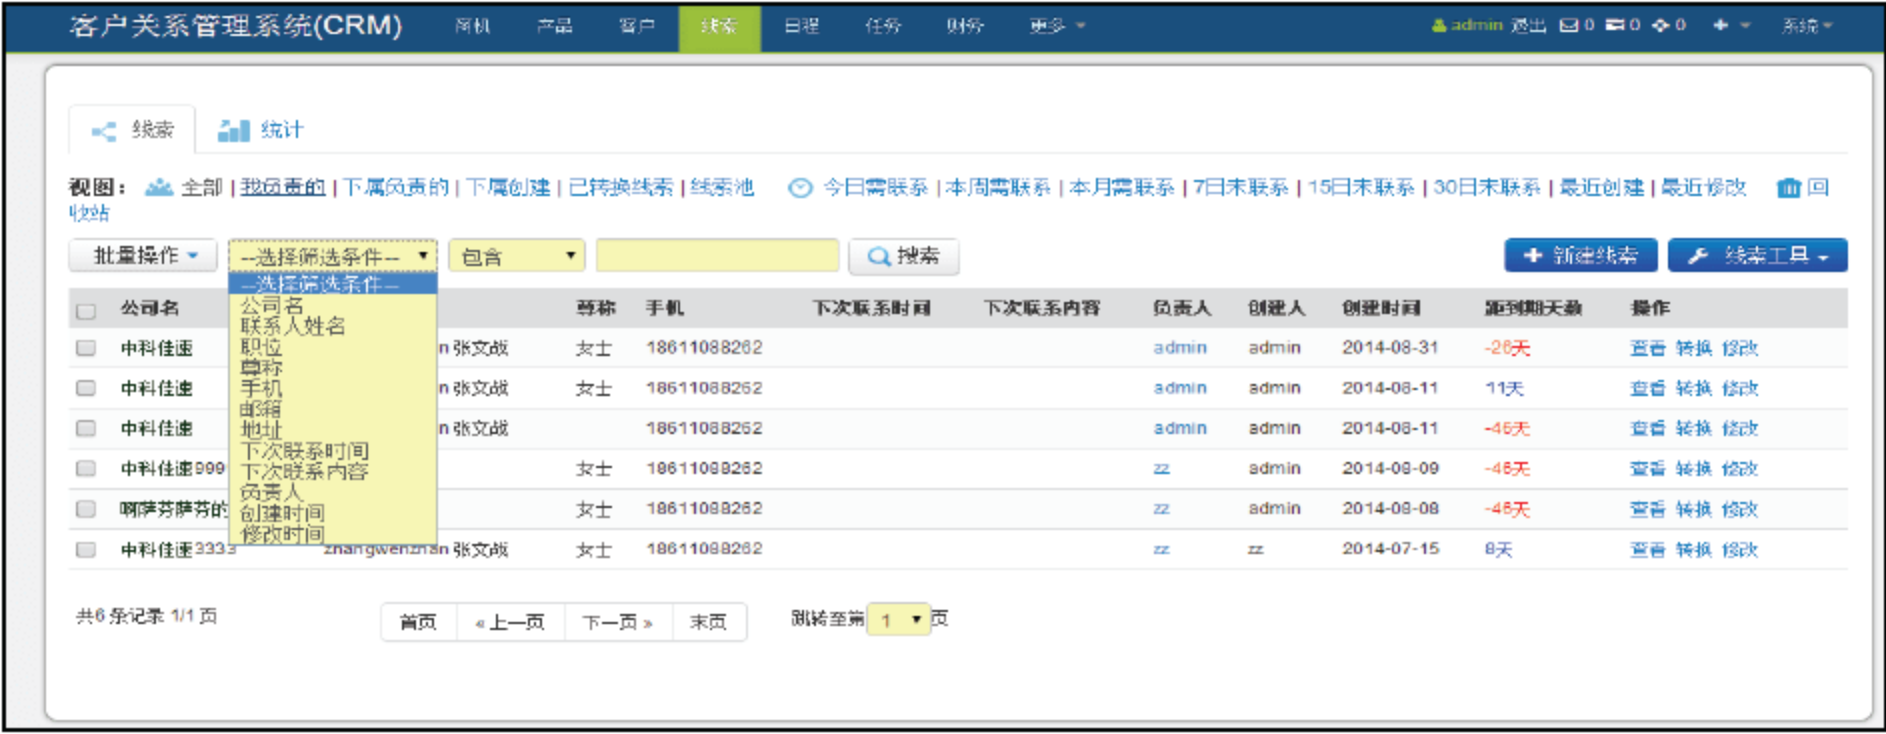 客户关系管理系统(CRM) 商机 产品 客户 线索 日程 任务 财务 更多 admin 退出 0 0 0 系统
线索 统计
视图： 全部 | 我负责的 | 下属负责的 | 下属创建 | 已转换线索 | 线索池 今日需联系 | 本周需联系 | 本月需联系 | 7日未联系 | 15日未联系 | 30日未联系 | 最近创建 | 最近修改 回
收站
批量操作 --选择筛选条件-- 包含 搜索 + 新建线索 线索工具
--选择筛选条件--
公司名
联系人姓名
职位
尊称
手机
邮箱
地址
下次联系时间
下次联系内容
负责人
创建时间
修改时间
公司名 尊称 手机 下次联系时间 下次联系内容 负责人 创建人 创建时间 距到期天数 操作
中科佳速 n 张文战 女士 18611088262 admin admin 2014-08-31 -26天 查看 转换 修改
中科佳速 n 张文战 女士 18611088262 admin admin 2014-08-11 11天 查看 转换 修改
中科佳速 n 张文战 18611088262 admin admin 2014-08-11 -46天 查看 转换 修改
中科佳速999 女士 18611088262 zz admin 2014-08-09 -46天 查看 转换 修改
啊萨芬萨芬的 女士 18611088262 zz admin 2014-08-08 -46天 查看 转换 修改
中科佳速3333 zhangwenzhan 张文战 女士 18611088262 zz zz 2014-07-15 8天 查看 转换 修改
共6 条记录 1/1 页 首页 « 上一页 下一页 » 末页 跳转至第 1 页